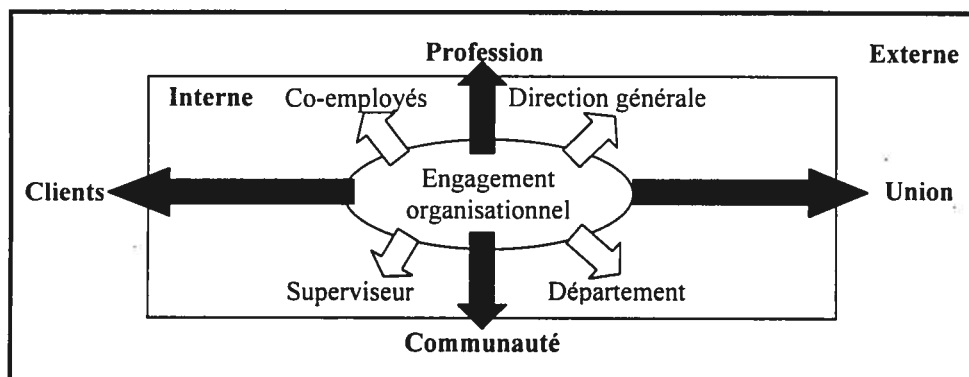 Profession
Externe
Interne
Co-employés
Direction générale
Clients
Engagement
organisationnel
Union
Superviseur
Département
Communauté